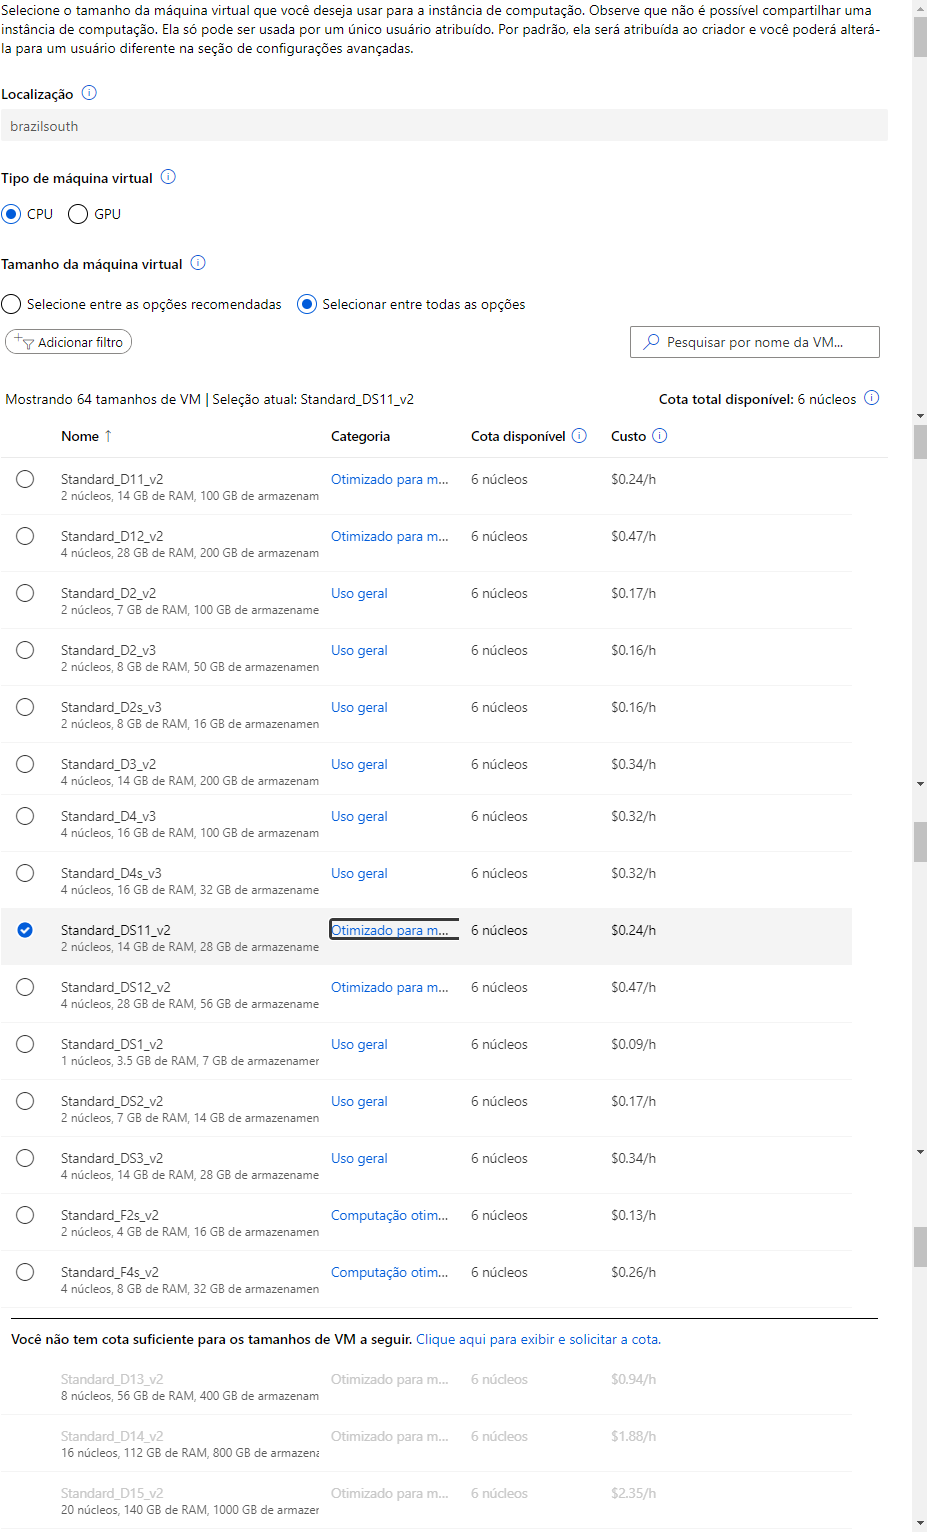 Selecione o tamanho da máquina virtual que você deseja usar para a instância de computação. Observe que não é possível compartilhar uma
instância de computação. Ela só pode ser usada por um único usuário atribuído. Por padrão, ela será atribuída ao criador e você poderá alterá-
la para um usuário diferente na seção de configurações avançadas.
Localização
brazilsouth
Tipo de máquina virtual
CPU GPU
Tamanho da máquina virtual
Selecione entre as opções recomendadas Selecionar entre todas as opções
Adicionar filtro Pesquisar por nome da VM...
Mostrando 64 tamanhos de VM | Seleção atual: Standard_DS11_v2 Cota total disponível: 6 núcleos
Nome ↑ Categoria Cota disponível Custo
Standard_D11_v2 Otimizado para m... 6 núcleos $0.24/h
2 núcleos, 14 GB de RAM, 100 GB de armazenam
Standard_D12_v2 Otimizado para m... 6 núcleos $0.47/h
4 núcleos, 28 GB de RAM, 200 GB de armazenam
Standard_D2_v2 Uso geral 6 núcleos $0.17/h
2 núcleos, 7 GB de RAM, 100 GB de armazename
Standard_D2_v3 Uso geral 6 núcleos $0.16/h
2 núcleos, 8 GB de RAM, 50 GB de armazenamen
Standard_D2s_v3 Uso geral 6 núcleos $0.16/h
2 núcleos, 8 GB de RAM, 16 GB de armazenamen
Standard_D3_v2 Uso geral 6 núcleos $0.34/h
4 núcleos, 14 GB de RAM, 200 GB de armazenam
Standard_D4_v3 Uso geral 6 núcleos $0.32/h
4 núcleos, 16 GB de RAM, 100 GB de armazenam
Standard_D4s_v3 Uso geral 6 núcleos $0.32/h
4 núcleos, 16 GB de RAM, 32 GB de armazename
Standard_DS11_v2 Otimizado para m... 6 núcleos $0.24/h
2 núcleos, 14 GB de RAM, 28 GB de armazename
Standard_DS12_v2 Otimizado para m... 6 núcleos $0.47/h
4 núcleos, 28 GB de RAM, 56 GB de armazename
Standard_DS1_v2 Uso geral 6 núcleos $0.09/h
1 núcleos, 3.5 GB de RAM, 7 GB de armazenamer
Standard_DS2_v2 Uso geral 6 núcleos $0.17/h
2 núcleos, 7 GB de RAM, 14 GB de armazenamen
Standard_DS3_v2 Uso geral 6 núcleos $0.34/h
4 núcleos, 14 GB de RAM, 28 GB de armazename
Standard_F2s_v2 Computação otim... 6 núcleos $0.13/h
2 núcleos, 4 GB de RAM, 16 GB de armazenamen
Standard_F4s_v2 Computação otim... 6 núcleos $0.26/h
4 núcleos, 8 GB de RAM, 32 GB de armazenamen
Você não tem cota suficiente para os tamanhos de VM a seguir. Clique aqui para exibir e solicitar a cota.
Standard_D13_v2 Otimizado para m... 6 núcleos $0.94/h
8 núcleos, 56 GB de RAM, 400 GB de armazenam
Standard_D14_v2 Otimizado para m... 6 núcleos $1.88/h
16 núcleos, 112 GB de RAM, 800 GB de armazena
Standard_D15_v2 Otimizado para m... 6 núcleos $2.35/h
20 núcleos, 140 GB de RAM, 1000 GB de armazer